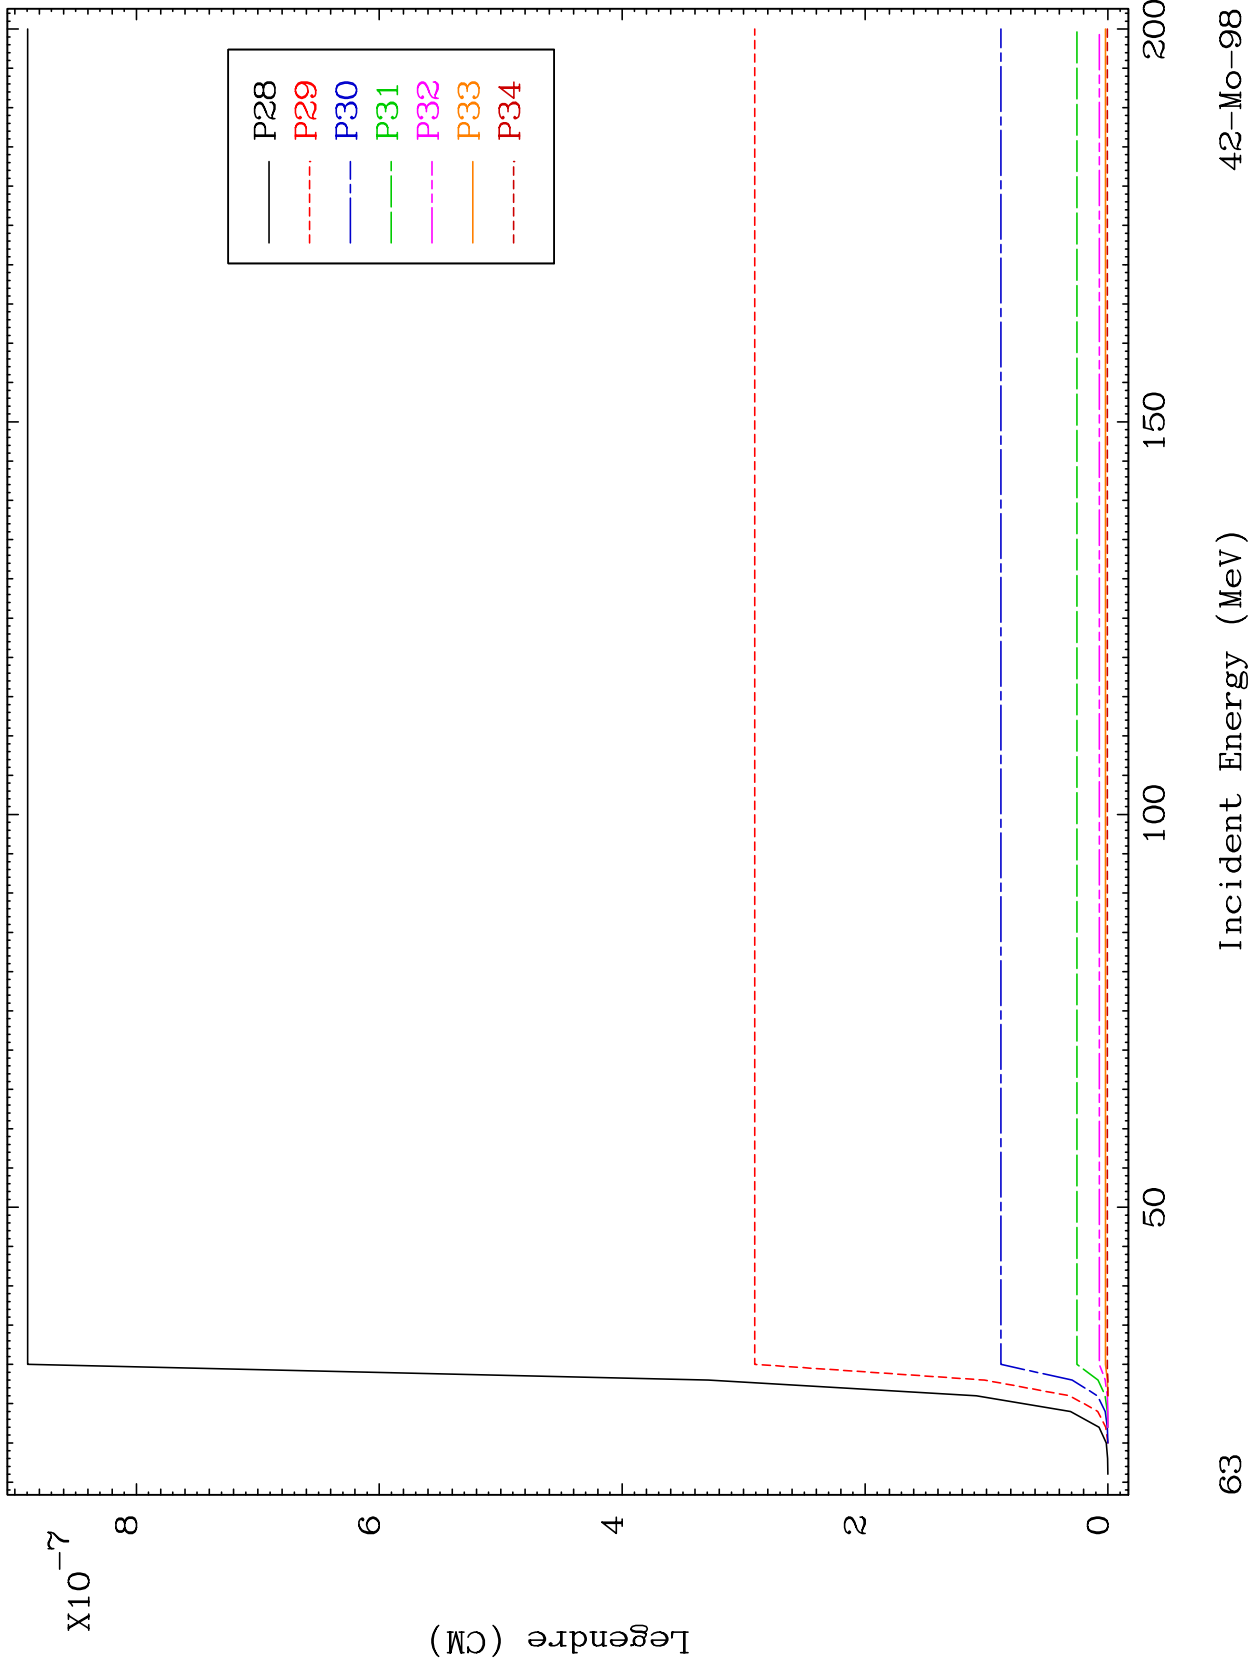 X10-7
8
6
4
2
0
Legendre (CM)
P28
P29
P30
P31
P32
P33
P34
50
100
150
200
Incident Energy (MeV)
63
42-Mo-98